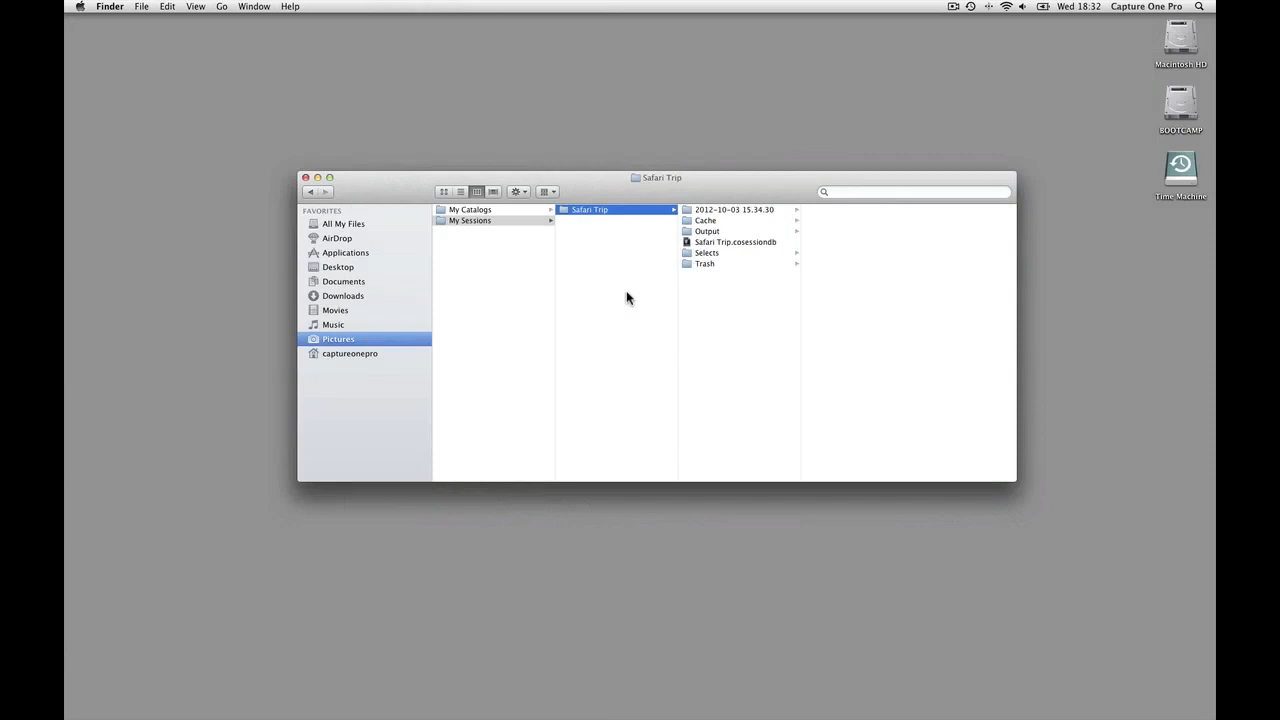 Finder File Edit View Go Window Help Wed 18:32 Capture One Pro
Macintosh HD
BOOTCAMP
Time Machine
Safari Trip
FAVORITES
All My Files
AirDrop
Applications
Desktop
Documents
Downloads
Movies
Music
Pictures
captureonepro
My Catalogs
My Sessions
Safari Trip
2012-10-03 15.34.30
Cache
Output
Safari Trip.cosessiondb
Selects
Trash